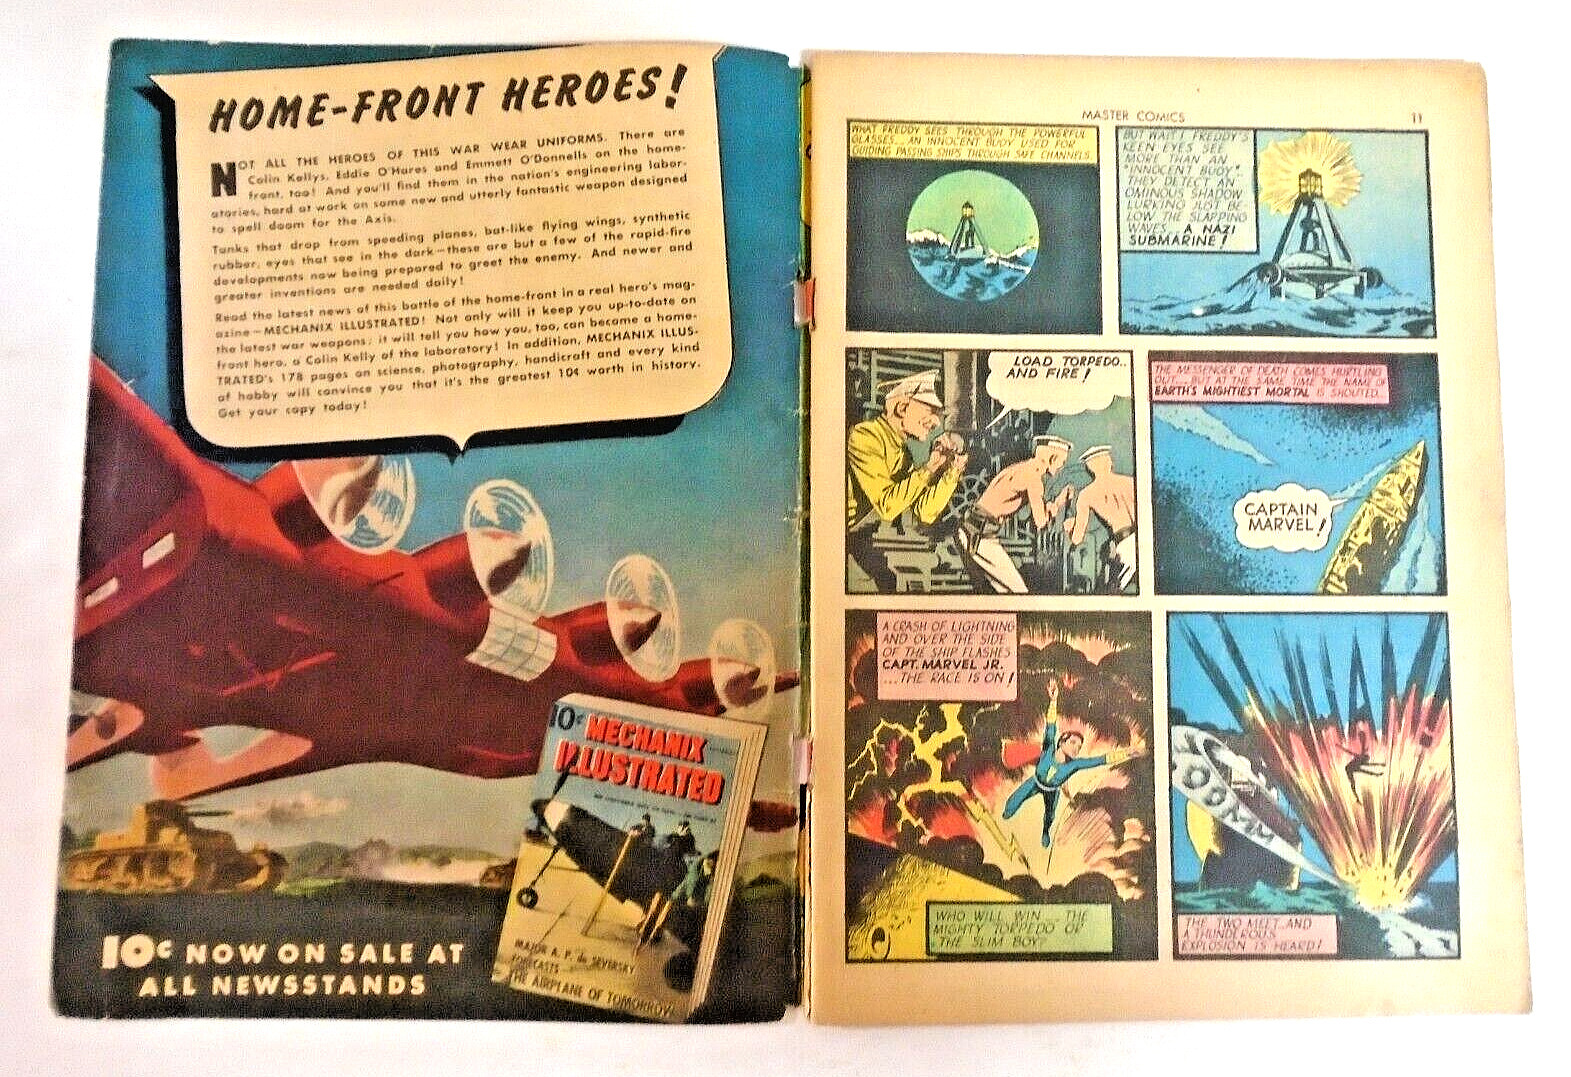 HOME-FRONT HEROES!
NOT ALL THE HEROES OF THIS WAR WEAR UNIFORMS. There are
Colin Kellys, Eddie O'Hares and Emmett O'Donnells on the home-
front, too! And you'll find them in the nation's engineering labor-
atories, hard at work on some new and utterly fantastic weapon designed
to spell doom for the Axis.
Tanks that drop from speeding planes, bat-like flying wings, synthetic
rubber, eyes that see in the dark—these are but a few of the rapid-fire
developments now being prepared to greet the enemy. And newer and
greater inventions are needed daily!
Read the latest news of this battle of the home-front in a real hero's mag-
azine—MECHANIX ILLUSTRATED! Not only will it keep you up-to-date on
the latest war weapons; it will tell you how you, too, can become a home-
front hero, a Colin Kelly of the laboratory! In addition, MECHANIX ILLUS-
TRATED's 178 pages on science, photography, handicraft and every kind
of hobby will convince you that it's the greatest 10¢ worth in history.
Get your copy today!
10¢
MECHANIX
ILLUSTRATED
MAJOR A. P. de SEVERSKY
FORECASTS
THE AIRPLANE OF TOMORROW
10¢ NOW ON SALE AT
ALL NEWSSTANDS
MASTER COMICS
11
WHAT FREDDY SEES THROUGH THE POWERFUL
GLASSES... AN INNOCENT BUOY USED FOR
GUIDING PASSING SHIPS THROUGH SAFE CHANNELS.
BUT WAIT! FREDDY'S
KEEN EYES SEE
MORE THAN AN
"INNOCENT BUOY".
THEY DETECT AN
OMINOUS SHADOW
LURKING JUST BE
LOW THE SLAPPING
WAVES... A NAZI
SUBMARINE!
LOAD TORPEDO..
AND FIRE!
THE MESSENGER OF DEATH COMES HURTLING
OUT.... BUT AT THE SAME TIME THE NAME OF
EARTH'S MIGHTIEST MORTAL IS SHOUTED...
CAPTAIN
MARVEL!
A CRASH OF LIGHTNING
AND OVER THE SIDE
OF THE SHIP FLASHES
CAPT. MARVEL JR.
...THE RACE IS ON!
WHO WILL WIN.... THE
MIGHTY TORPEDO OR
THE SLIM BOY?
OOMM
THE TWO MEET...AND
A THUNDEROUS
EXPLOSION IS HEARD!